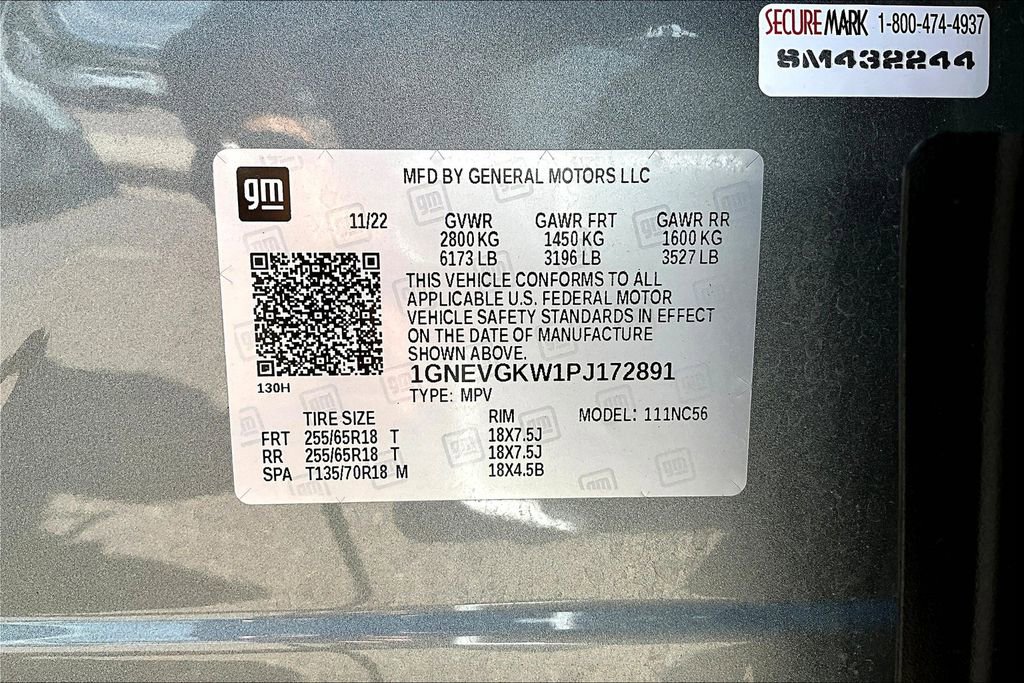 SECUREMARK 1-800-474-4937
SM432244
gm
MFD BY GENERAL MOTORS LLC
11/22 GVWR GAWR FRT GAWR RR
2800 KG 1450 KG 1600 KG
6173 LB 3196 LB 3527 LB
THIS VEHICLE CONFORMS TO ALL
APPLICABLE U.S. FEDERAL MOTOR
VEHICLE SAFETY STANDARDS IN EFFECT
ON THE DATE OF MANUFACTURE
SHOWN ABOVE.
1GNEVGKW1PJ172891
130H
TYPE: MPV
TIRE SIZE RIM MODEL: 111NC56
FRT 255/65R18 T 18X7.5J
RR 255/65R18 T 18X7.5J
SPA T135/70R18 M 18X4.5B